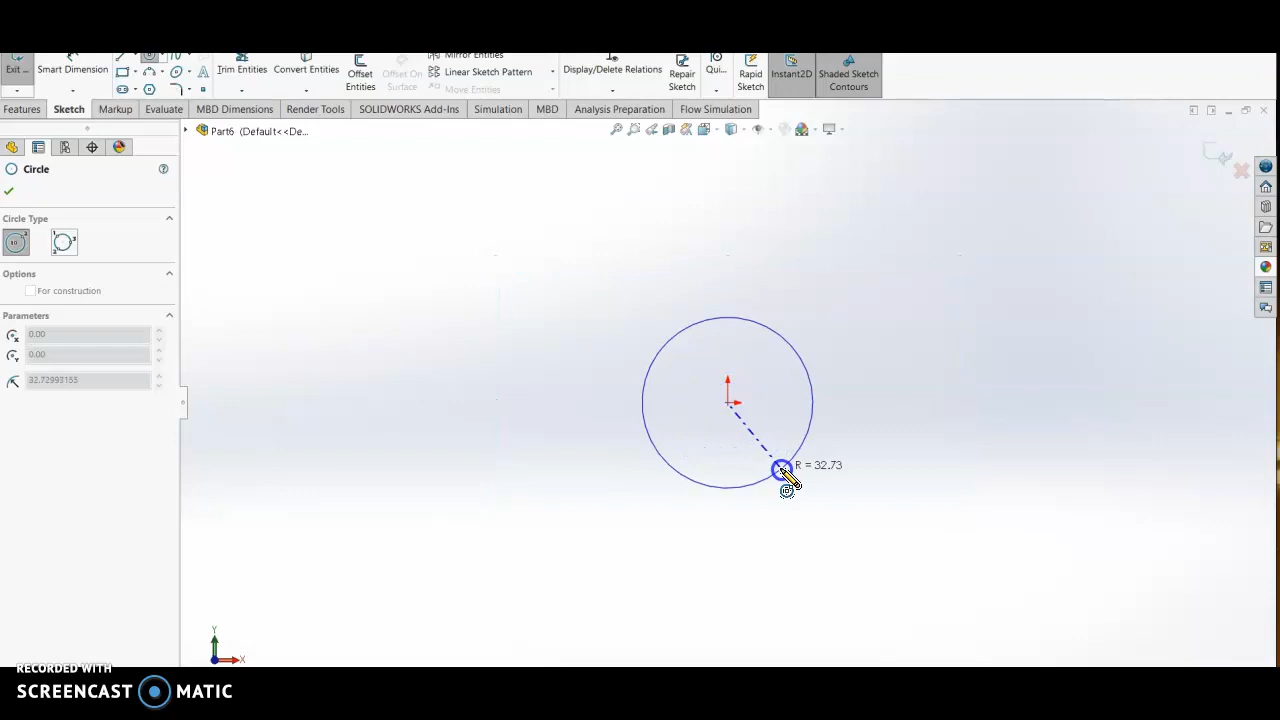 Mirror Entities
Exit ...
Smart Dimension
Trim Entities
Convert Entities
Offset
Entities
Offset On
Surface
Linear Sketch Pattern
Move Entities
Display/Delete Relations
Repair
Sketch
Qui...
Rapid
Sketch
Instant2D
Shaded Sketch
Contours
Features
Sketch
Markup
Evaluate
MBD Dimensions
Render Tools
SOLIDWORKS Add-Ins
Simulation
MBD
Analysis Preparation
Flow Simulation
Part6 (Default<<De...
Circle
Circle Type
Options
For construction
Parameters
0.00
0.00
32.72993155
R = 32.73
Y
X
RECORDED WITH
SCREENCAST MATIC